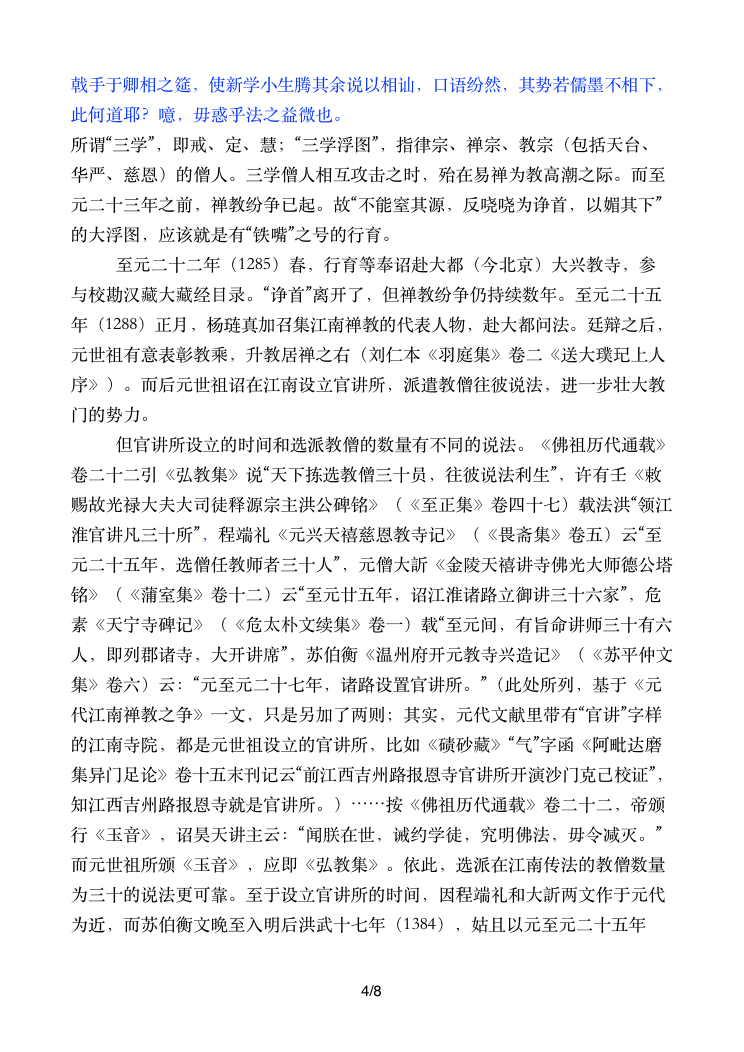 戟手于卿相之筵，使新学小生腾其余说以相讪，口语纷然，其势若儒墨不相下，
此何道耶？噫，毋惑乎法之益微也。
所谓“三学”，即戒、定、慧；“三学浮图”，指律宗、禅宗、教宗（包括天台、
华严、慈恩）的僧人。三学僧人相互攻击之时，殆在易禅为教高潮之际。而至
元二十三年之前，禅教纷争已起。故“不能窒其源，反哓哓为诤首，以媚其下”
的大浮图，应该就是有“铁嘴”之号的行育。
至元二十二年（1285）春，行育等奉诏赴大都（今北京）大兴教寺，参
与校勘汉藏大藏经目录。“诤首”离开了，但禅教纷争仍持续数年。至元二十五
年（1288）正月，杨琏真加召集江南禅教的代表人物，赴大都问法。廷辩之后，
元世祖有意表彰教乘，升教居禅之右（刘仁本《羽庭集》卷二《送大璞玘上人
序》）。而后元世祖诏在江南设立官讲所，派遣教僧往彼说法，进一步壮大教
门的势力。
但官讲所设立的时间和选派教僧的数量有不同的说法。《佛祖历代通载》
卷二十二引《弘教集》说“天下拣选教僧三十员，往彼说法利生”，许有壬《敕
赐故光禄大夫大司徒释源宗主洪公碑铭》（《至正集》卷四十七）载法洪“领江
淮官讲凡三十所”，程端礼《元兴天禧慈恩教寺记》（《畏斋集》卷五）云“至
元二十五年，选僧任教师者三十人”，元僧大訢《金陵天禧讲寺佛光大师德公塔
铭》（《蒲室集》卷十二）云“至元廿五年，诏江淮诸路立御讲三十六家”，危
素《天宁寺碑记》（《危太朴文续集》卷一）载“至元间，有旨命讲师三十有六
人，即列郡诸寺，大开讲席”，苏伯衡《温州府开元教寺兴造记》（《苏平仲文
集》卷六）云：“元至元二十七年，诸路设置官讲所。”（此处所列，基于《元
代江南禅教之争》一文，只是另加了两则；其实，元代文献里带有“官讲”字样
的江南寺院，都是元世祖设立的官讲所，比如《碛砂藏》“气”字函《阿毗达磨
集异门足论》卷十五末刊记云“前江西吉州路报恩寺官讲所开演沙门克己校证”，
知江西吉州路报恩寺就是官讲所。）……按《佛祖历代通载》卷二十二，帝颁
行《玉音》，诏昊天讲主云：“闻朕在世，诫约学徒，究明佛法，毋令减灭。”
而元世祖所颁《玉音》，应即《弘教集》。依此，选派在江南传法的教僧数量
为三十的说法更可靠。至于设立官讲所的时间，因程端礼和大訢两文作于元代
为近，而苏伯衡文晚至入明后洪武十七年（1384），姑且以元至元二十五年
4/8